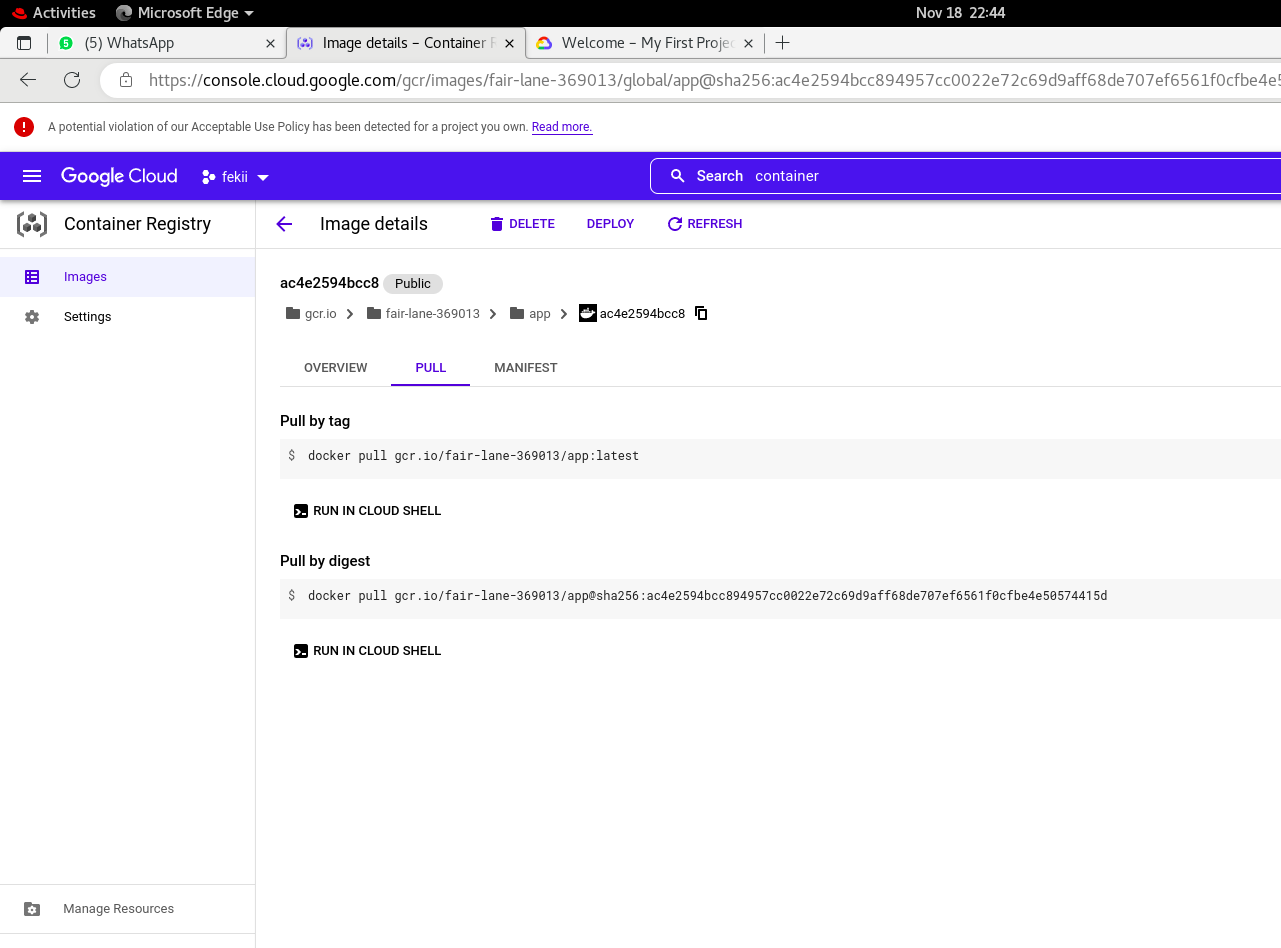 Activities Microsoft Edge Nov 18 22:44
5 (5) WhatsApp Image details – Container R Welcome – My First Projec
https://console.cloud.google.com/gcr/images/fair-lane-369013/global/app@sha256:ac4e2594bcc894957cc0022e72c69d9aff68de707ef6561f0cfbe4e5
A potential violation of our Acceptable Use Policy has been detected for a project you own. Read more.
Google Cloud fekii Search container
Container Registry Image details DELETE DEPLOY REFRESH
Images
Settings
ac4e2594bcc8 Public
gcr.io fair-lane-369013 app ac4e2594bcc8
OVERVIEW PULL MANIFEST
Pull by tag
$ docker pull gcr.io/fair-lane-369013/app:latest
RUN IN CLOUD SHELL
Pull by digest
$ docker pull gcr.io/fair-lane-369013/app@sha256:ac4e2594bcc894957cc0022e72c69d9aff68de707ef6561f0cfbe4e50574415d
RUN IN CLOUD SHELL
Manage Resources